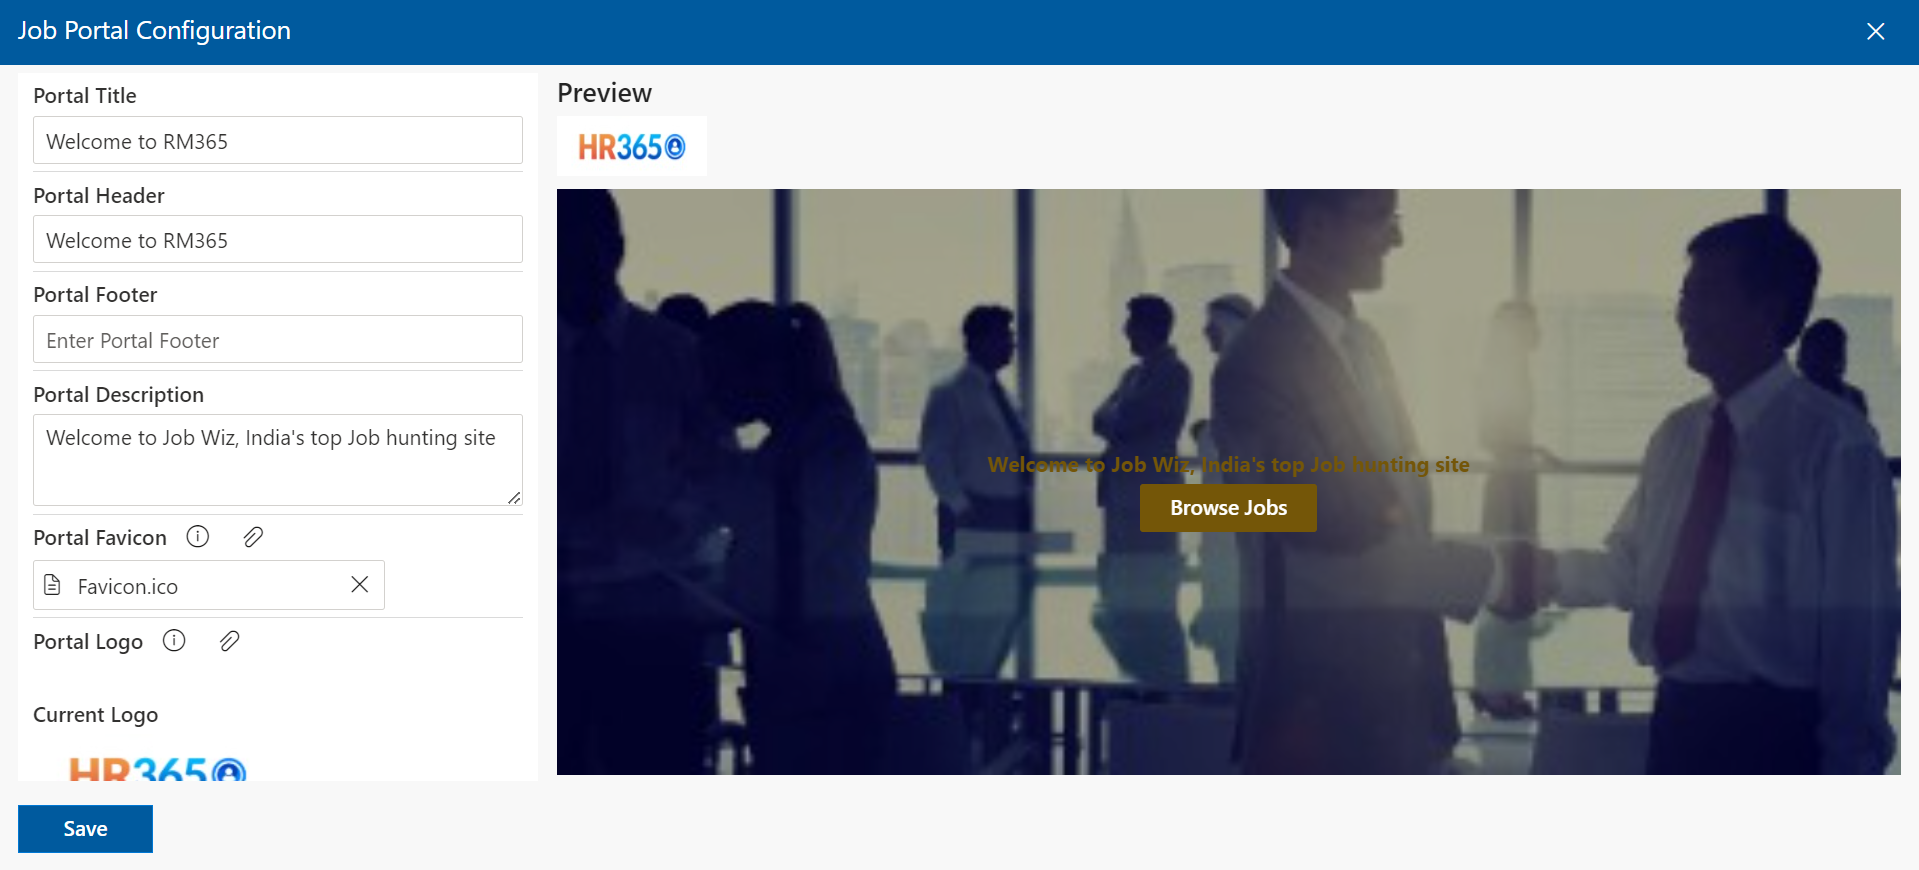 Job Portal Configuration
Portal Title
Welcome to RM365
Portal Header
Welcome to RM365
Portal Footer
Enter Portal Footer
Portal Description
Welcome to Job Wiz, India's top Job hunting site
Portal Favicon
Favicon.ico
Portal Logo
Current Logo
HR365
Save
Preview
HR365
Welcome to Job Wiz, India's top Job hunting site
Browse Jobs